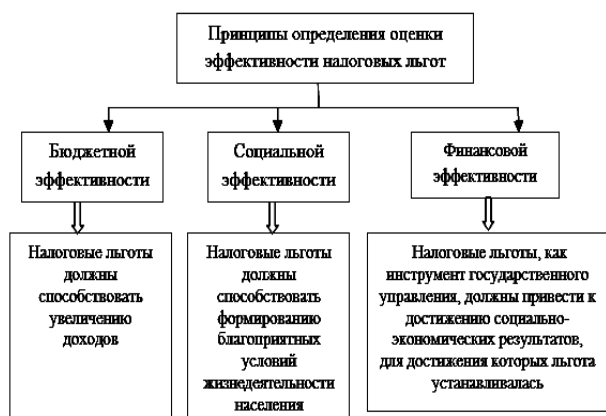 Принципы определения оценки
эффективности налоговых льгот
Бюджетной
эффективности
Социальной
эффективности
Финансовой
эффективности
Налоговые льготы
должны
способствовать
увеличению
доходов
Налоговые льготы
должны
способствовать
формированию
благоприятных
условий
жизнедеятельности
населения
Налоговые льготы, как
инструмент государственного
управления, должны привести к
достижению социально-
экономических результатов,
для достижения которых льгота
устанавливалась